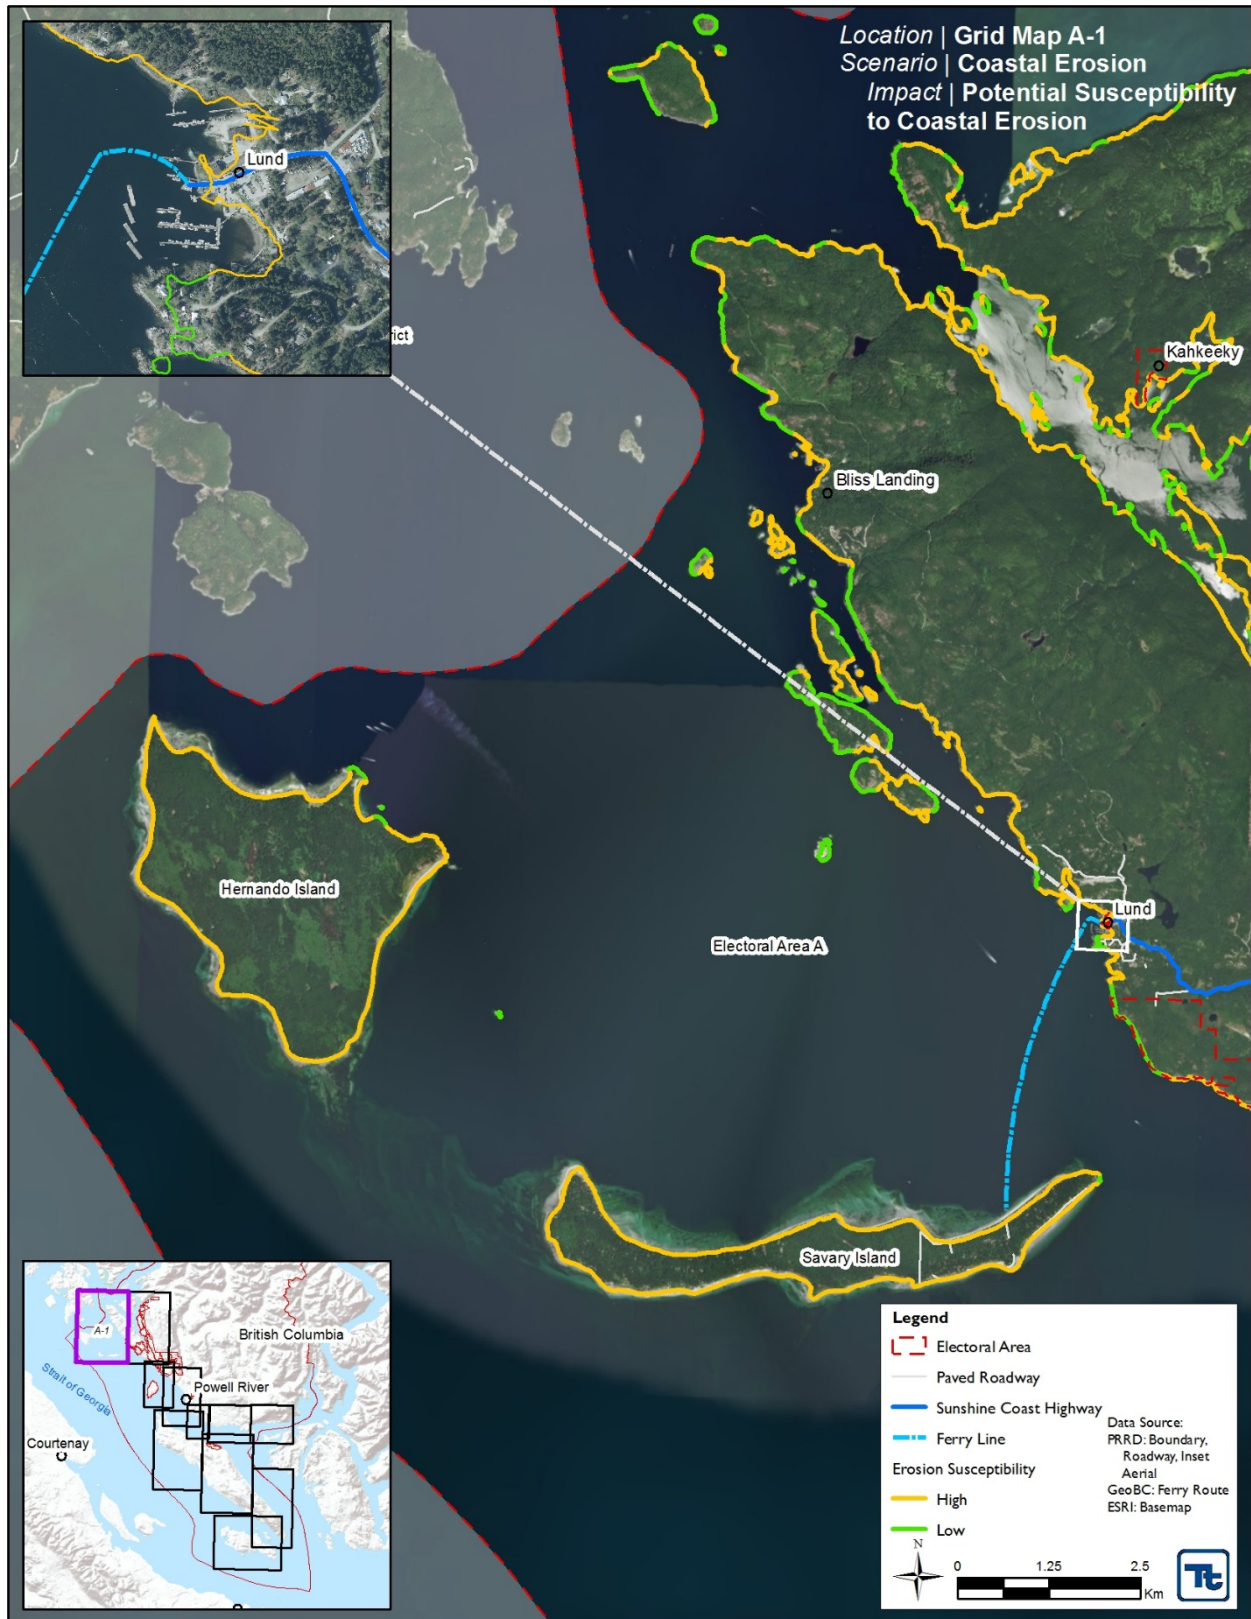 Location | Grid Map A-1
Scenario | Coastal Erosion
Impact | Potential Susceptibility
to Coastal Erosion
Lund
rict
Kahkeeky
Bliss Landing
Hernando Island
Lund
Electoral Area A
Savary Island
A-1
British Columbia
Strait of Georgia
Powell River
Courtenay
Legend
Electoral Area
Paved Roadway
Sunshine Coast Highway
Ferry Line
Erosion Susceptibility
High
Low
Data Source:
PRRD: Boundary,
Roadway, Inset
Aerial
GeoBC: Ferry Route
ESRI: Basemap
N
0 1.25 2.5
Km
Tt